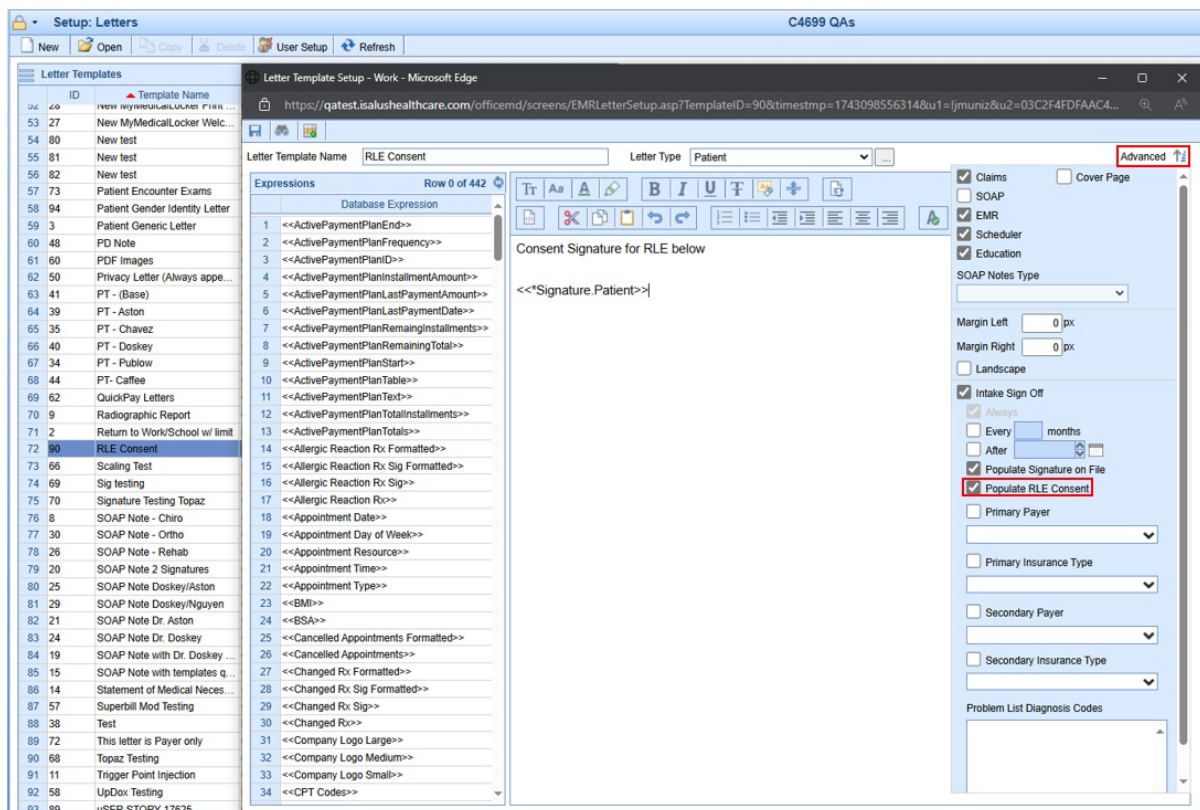 Setup: Letters
C4699 QAs
New Open Copy Delete User Setup Refresh
Letter Templates
ID Template Name
52 28 New MyMedicalLocker Print ...
53 27 New MyMedicalLocker Welc...
54 80 New test
55 81 New test
56 82 New test
57 73 Patient Encounter Exams
58 94 Patient Gender Identity Letter
59 3 Patient Generic Letter
60 48 PD Note
61 60 PDF Images
62 50 Privacy Letter (Always appe...
63 41 PT - (Base)
64 39 PT - Aston
65 35 PT - Chavez
66 40 PT - Doskey
67 34 PT - Publow
68 44 PT- Caffee
69 62 QuickPay Letters
70 9 Radiographic Report
71 2 Return to Work/School w/ limit
72 90 RLE Consent
73 66 Scaling Test
74 69 Sig testing
75 70 Signature Testing Topaz
76 8 SOAP Note - Chiro
77 30 SOAP Note - Ortho
78 26 SOAP Note - Rehab
79 20 SOAP Note 2 Signatures
80 25 SOAP Note Doskey/Aston
81 29 SOAP Note Doskey/Nguyen
82 21 SOAP Note Dr. Aston
83 24 SOAP Note Dr. Doskey
84 19 SOAP Note with Dr. Doskey ...
85 15 SOAP Note with templates q...
86 14 Statement of Medical Neces...
87 57 Superbill Mod Testing
88 38 Test
89 72 This letter is Payer only
90 68 Topaz Testing
91 11 Trigger Point Injection
92 58 UpDox Testing
93 89 uSER STORY 17625
Letter Template Setup - Work - Microsoft Edge
https://qatest.isalushealthcare.com/officemd/screens/EMRLetterSetup.asp?TemplateID=90&timestmp=1743098556314&u1=!jmuniz&u2=03C2F4FDFAAC4...
Letter Template Name RLE Consent Letter Type Patient ... Advanced
Expressions Row 0 of 442
Database Expression
1 <<ActivePaymentPlanEnd>>
2 <<ActivePaymentPlanFrequency>>
3 <<ActivePaymentPlanID>>
4 <<ActivePaymentPlanInstallmentAmount>>
5 <<ActivePaymentPlanLastPaymentAmount>>
6 <<ActivePaymentPlanLastPaymentDate>>
7 <<ActivePaymentPlanRemaingInstallments>>
8 <<ActivePaymentPlanRemainingTotal>>
9 <<ActivePaymentPlanStart>>
10 <<ActivePaymentPlanTable>>
11 <<ActivePaymentPlanText>>
12 <<ActivePaymentPlanTotalInstallments>>
13 <<ActivePaymentPlanTotals>>
14 <<Allergic Reaction Rx Formatted>>
15 <<Allergic Reaction Rx Sig Formatted>>
16 <<Allergic Reaction Rx Sig>>
17 <<Allergic Reaction Rx>>
18 <<Appointment Date>>
19 <<Appointment Day of Week>>
20 <<Appointment Resource>>
21 <<Appointment Time>>
22 <<Appointment Type>>
23 <<BMI>>
24 <<BSA>>
25 <<Cancelled Appointments Formatted>>
26 <<Cancelled Appointments>>
27 <<Changed Rx Formatted>>
28 <<Changed Rx Sig Formatted>>
29 <<Changed Rx Sig>>
30 <<Changed Rx>>
31 <<Company Logo Large>>
32 <<Company Logo Medium>>
33 <<Company Logo Small>>
34 <<CPT Codes>>
Consent Signature for RLE below
<<*Signature.Patient>>
Claims Cover Page
SOAP
EMR
Scheduler
Education
SOAP Notes Type
Margin Left 0 px
Margin Right 0 px
Landscape
Intake Sign Off
Always
Every months
After
Populate Signature on File
Populate RLE Consent
Primary Payer
Primary Insurance Type
Secondary Payer
Secondary Insurance Type
Problem List Diagnosis Codes